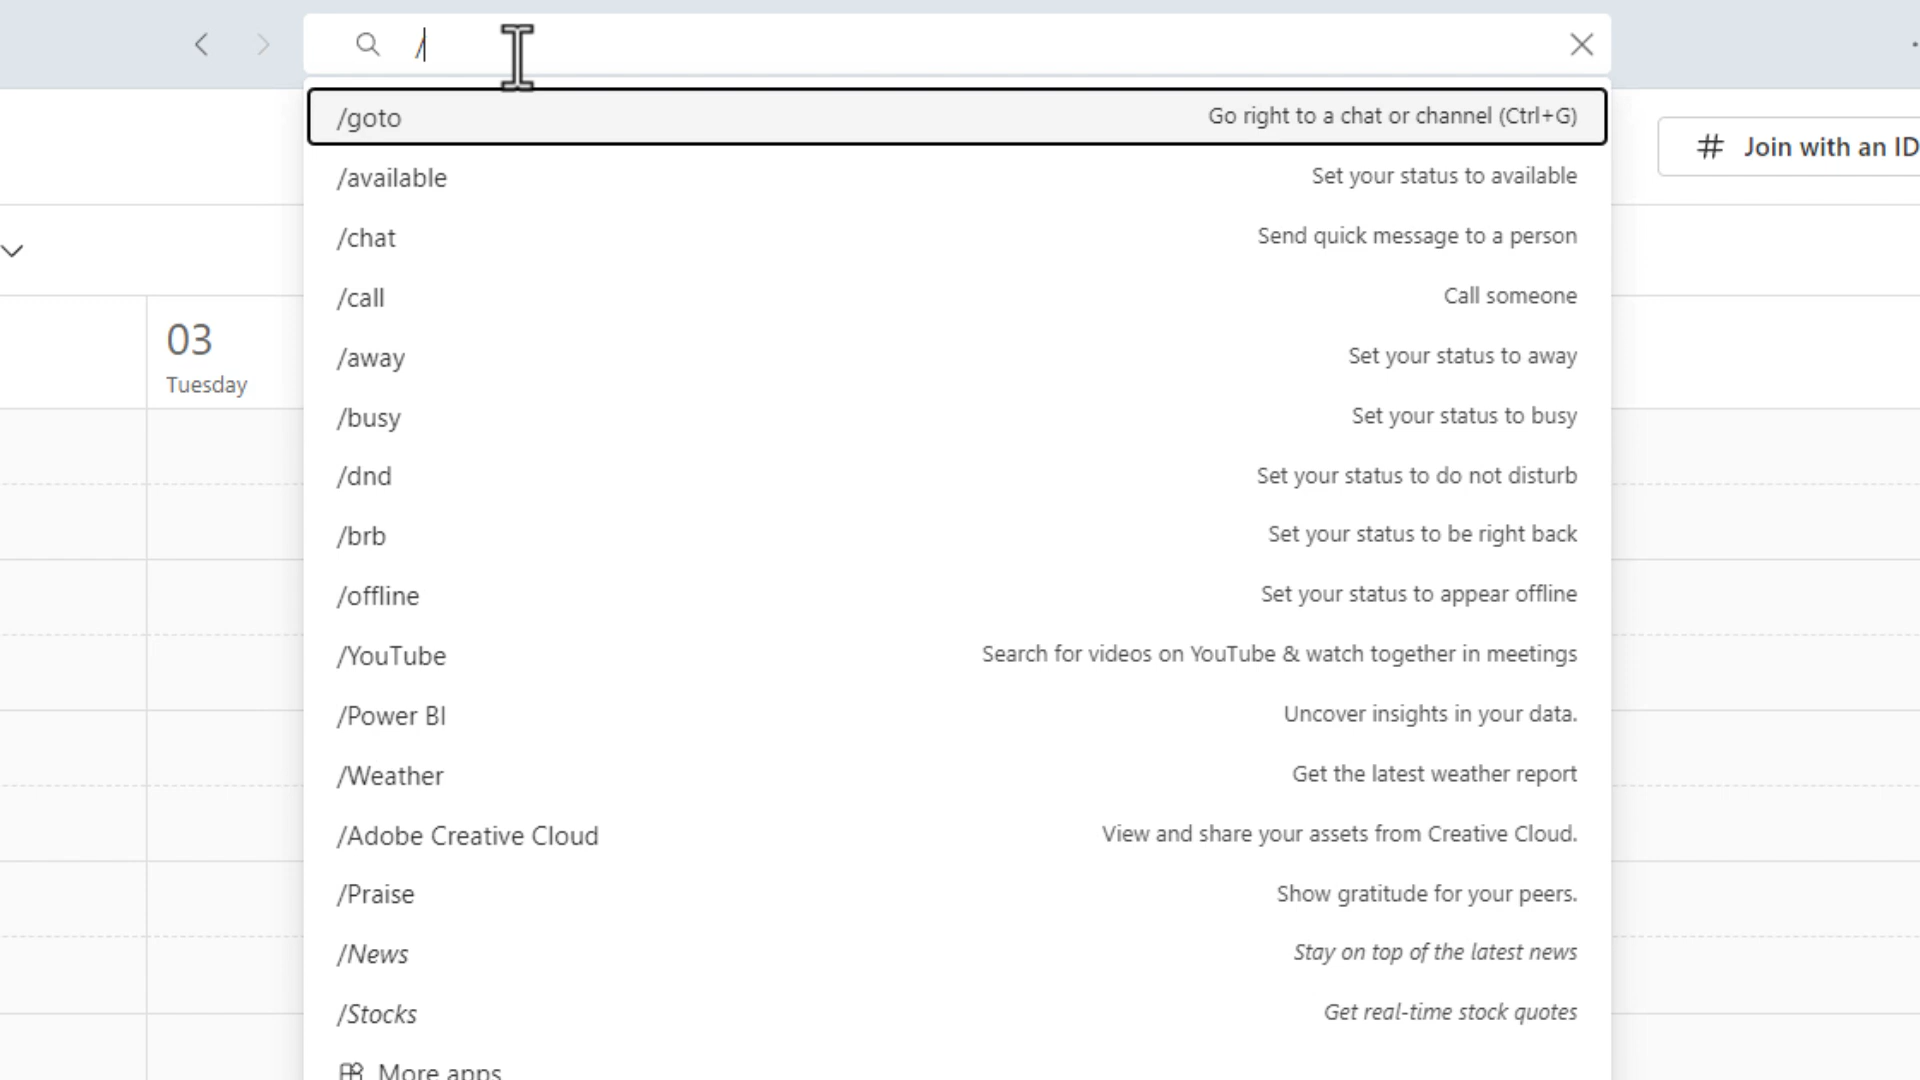 /
/goto Go right to a chat or channel (Ctrl+G)
# Join with an ID
/available Set your status to available
/chat Send quick message to a person
/call Call someone
03
Tuesday
/away Set your status to away
/busy Set your status to busy
/dnd Set your status to do not disturb
/brb Set your status to be right back
/offline Set your status to appear offline
/YouTube Search for videos on YouTube & watch together in meetings
/Power BI Uncover insights in your data.
/Weather Get the latest weather report
/Adobe Creative Cloud View and share your assets from Creative Cloud.
/Praise Show gratitude for your peers.
/News Stay on top of the latest news
/Stocks Get real-time stock quotes
More apps